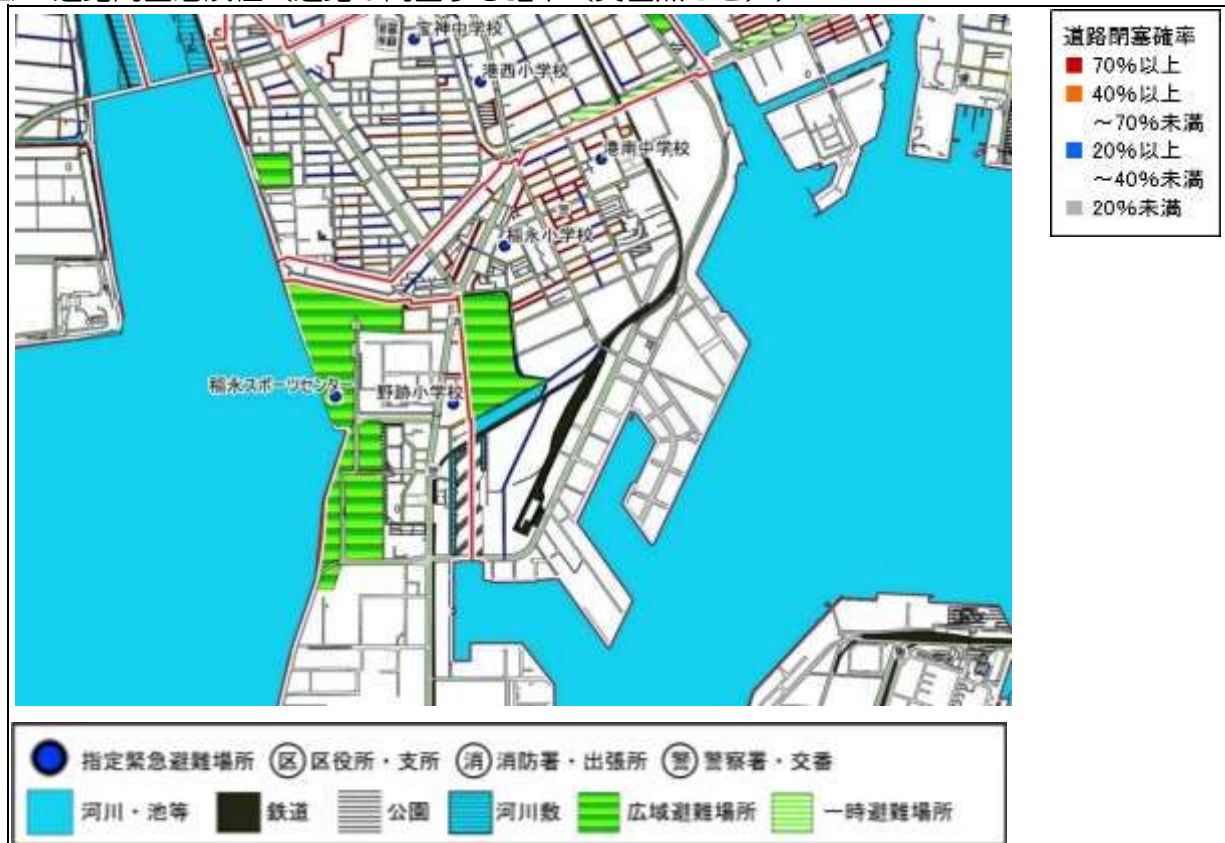 宝神中学校
港西小学校
港南中学校
稲永小学校
稲永スポーツセンター
野跡小学校
道路閉塞確率
70%以上
40%以上
～70%未満
20%以上
～40%未満
20%未満
指定緊急避難場所 区 区役所・支所 消 消防署・出張所 警 警察署・交番
河川・池等 鉄道 公園 河川敷 広域避難場所 一時避難場所